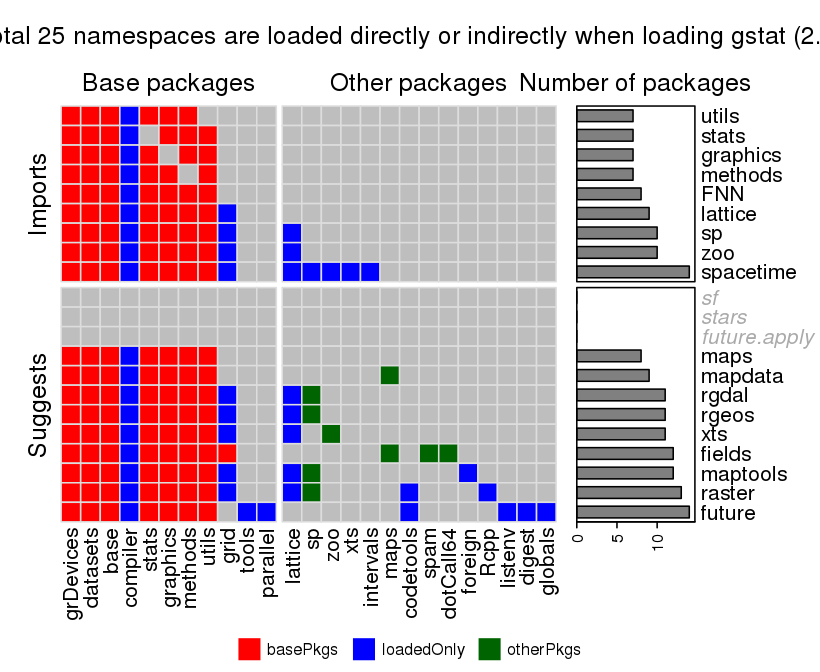 otal 25 namespaces are loaded directly or indirectly when loading gstat (2.
Base packages
Other packages
Number of packages
Imports
utils
stats
graphics
methods
FNN
lattice
sp
zoo
spacetime
Suggests
sf
stars
future.apply
maps
mapdata
rgdal
rgeos
xts
fields
maptools
raster
future
grDevices
datasets
base
compiler
stats
graphics
methods
utils
grid
tools
parallel
lattice
sp
zoo
xts
intervals
maps
codetools
spam
dotCall64
foreign
Rcpp
listenv
digest
globals
0
5
10
basePkgs
loadedOnly
otherPkgs